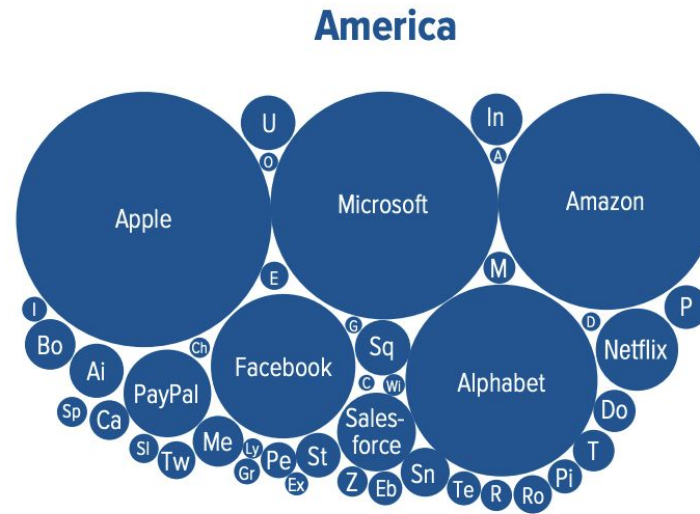 America
U
In
O
A
Apple
Microsoft
Amazon
E
M
I
P
Bo
Ch
G
D
Sq
Netflix
Ai
Facebook
Alphabet
PayPal
C
Wi
Sp
Ca
Do
Sales-
force
Sl
Tw
Me
Ly
Gr
Pe
Ex
St
Z
Eb
Sn
Te
R
Ro
Pi
T